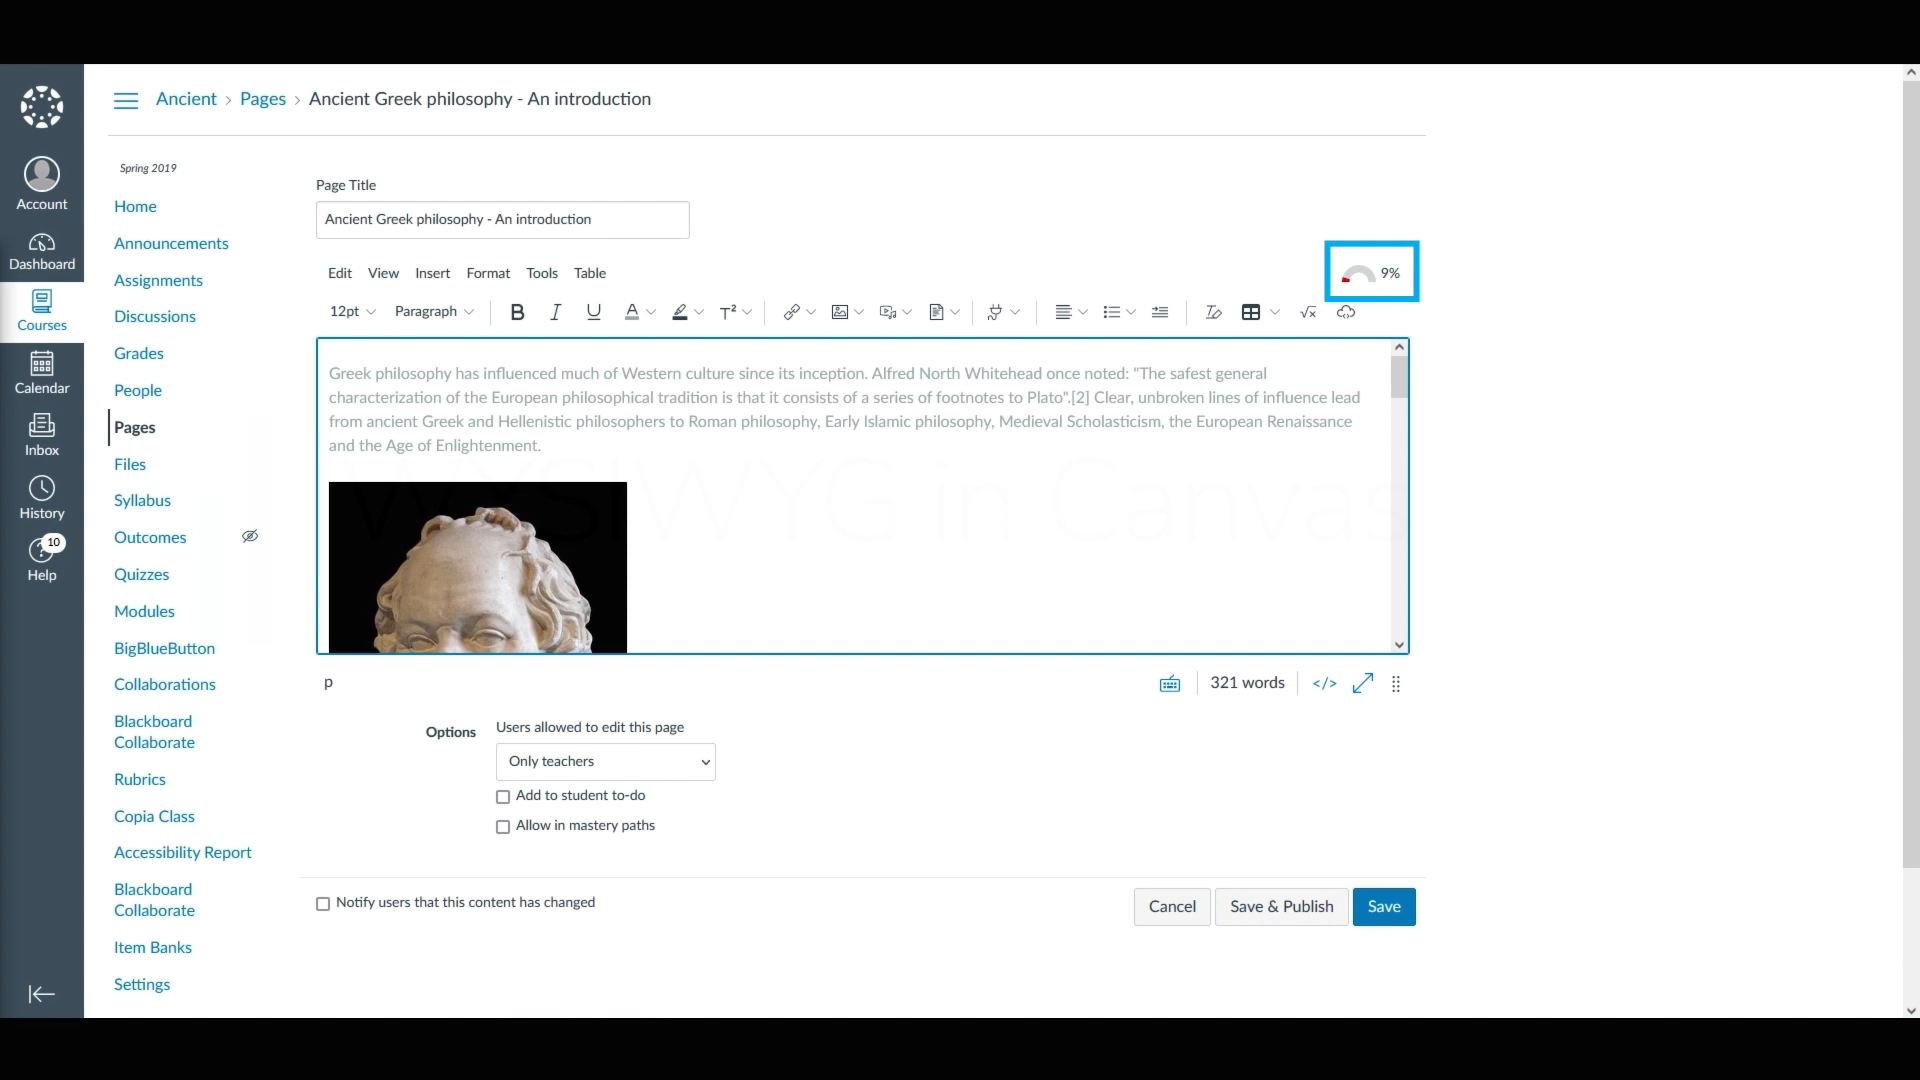 Ancient > Pages > Ancient Greek philosophy - An introduction
Account
Dashboard
Courses
Calendar
Inbox
History
10
Help
Spring 2019
Home
Announcements
Assignments
Discussions
Grades
People
Pages
Files
Syllabus
Outcomes
Quizzes
Modules
BigBlueButton
Collaborations
Blackboard
Collaborate
Rubrics
Copia Class
Accessibility Report
Blackboard
Collaborate
Item Banks
Settings
Page Title
Ancient Greek philosophy - An introduction
Edit View Insert Format Tools Table
9%
12pt Paragraph B I U A T² √x
Greek philosophy has influenced much of Western culture since its inception. Alfred North Whitehead once noted: "The safest general
characterization of the European philosophical tradition is that it consists of a series of footnotes to Plato".[2] Clear, unbroken lines of influence lead
from ancient Greek and Hellenistic philosophers to Roman philosophy, Early Islamic philosophy, Medieval Scholasticism, the European Renaissance
and the Age of Enlightenment.
WYSIWYG in Canvas
p
321 words </>
Options
Users allowed to edit this page
Only teachers
Add to student to-do
Allow in mastery paths
Notify users that this content has changed
Cancel Save & Publish Save